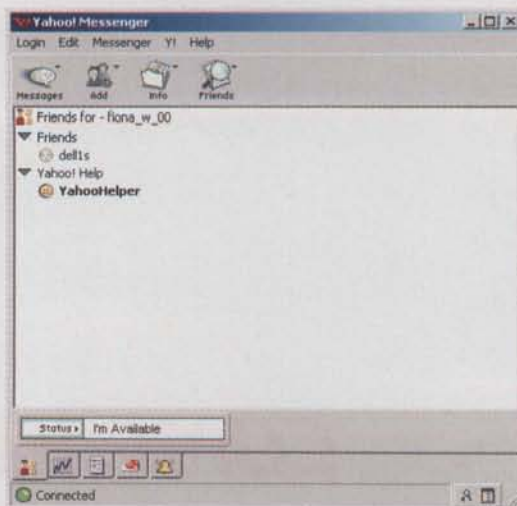 Yahoo! Messenger
Login Edit Messenger Y! Help
Messages Add Info Friends
Friends for - fiona_w_00
Friends
dell1s
Yahoo! Help
YahooHelper
Status I'm Available
Connected